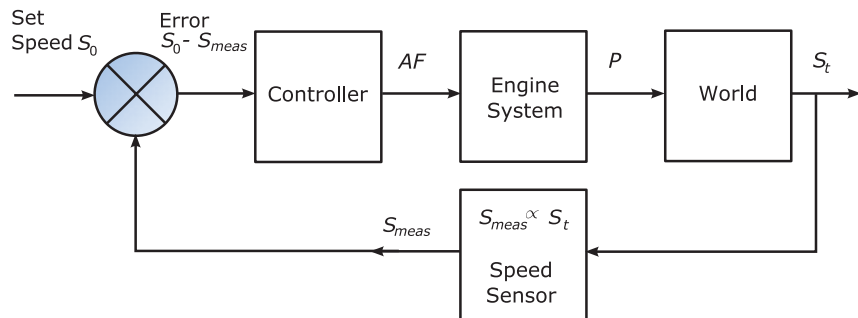 Set
Speed S₀
Error
S₀ - Sₘₑₐₛ
Controller
AF
Engine
System
P
World
Sₜ
Sₘₑₐₛ
Sₘₑₐₛ ∝ Sₜ
Speed
Sensor